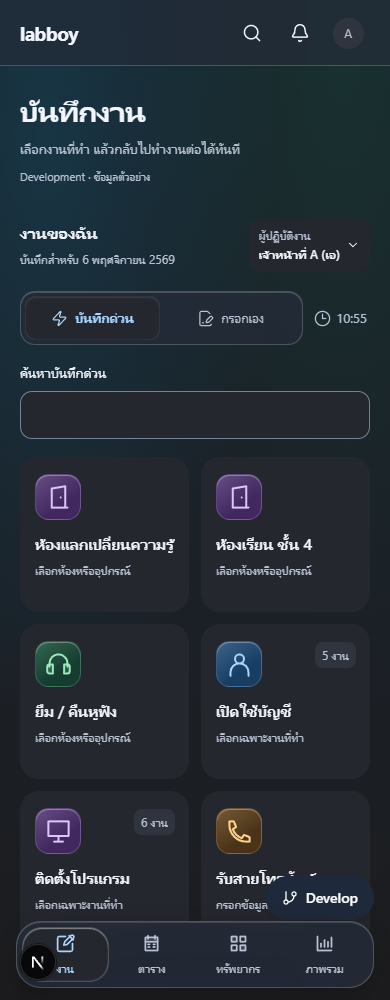 labboy
A
บันทึกงาน
เลือกงานที่ทำ แล้วกลับไปทำงานต่อได้ทันที
Development · ข้อมูลตัวอย่าง
งานของฉัน
บันทึกสำหรับ 6 พฤศจิกายน 2569
ผู้ปฏิบัติงาน
เจ้าหน้าที่ A (เอ)
บันทึกด่วน
กรอกเอง
10:55
ค้นหาบันทึกด่วน
ห้องแลกเปลี่ยนความรู้
เลือกห้องหรืออุปกรณ์
ห้องเรียน ชั้น 4
เลือกห้องหรืออุปกรณ์
ยืม / คืนหูฟัง
เลือกห้องหรืออุปกรณ์
5 งาน
เปิดใช้บัญชี
เลือกเฉพาะงานที่ทำ
6 งาน
ติดตั้งโปรแกรม
เลือกเฉพาะงานที่ทำ
รับสาย
กรอกข้อมูล
Develop
N
งาน
ตาราง
ทรัพยากร
ภาพรวม